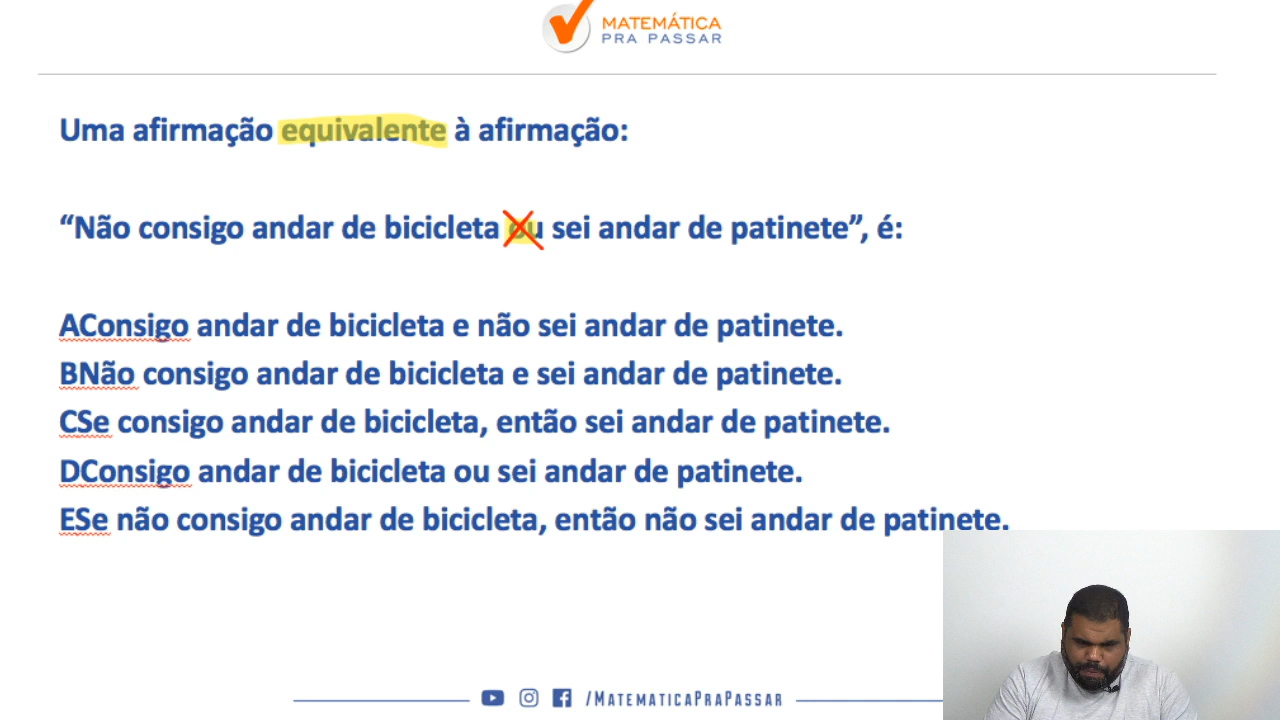 MATEMÁTICA
PRA PASSAR
Uma afirmação equivalente à afirmação:
“Não consigo andar de bicicleta ou sei andar de patinete”, é:
AConsigo andar de bicicleta e não sei andar de patinete.
BNão consigo andar de bicicleta e sei andar de patinete.
CSe consigo andar de bicicleta, então sei andar de patinete.
DConsigo andar de bicicleta ou sei andar de patinete.
ESe não consigo andar de bicicleta, então não sei andar de patinete.
/MATEMATICAPRAPASSAR